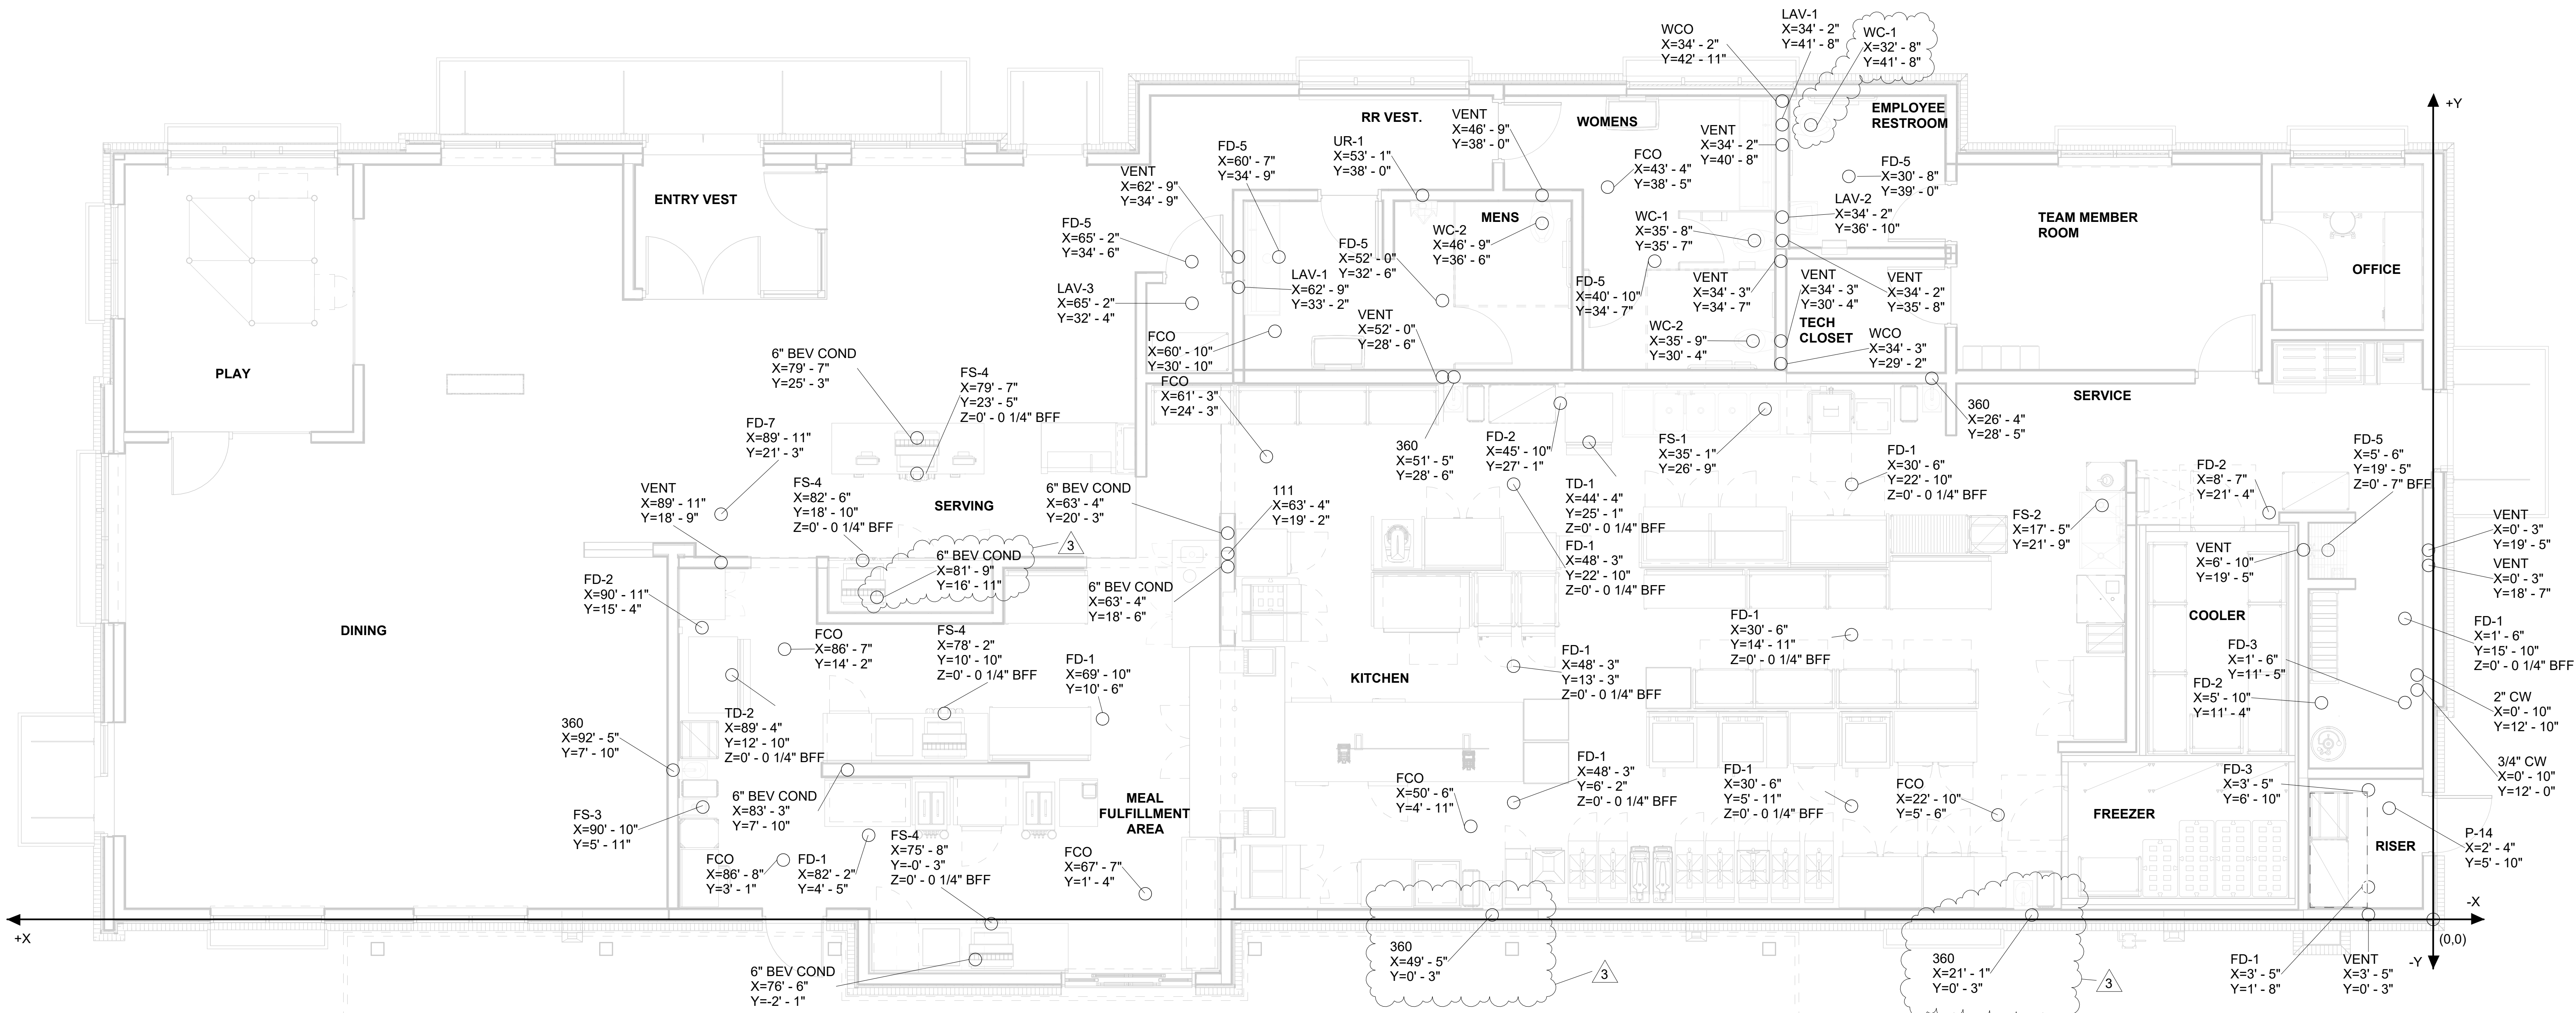 WCO
X=34' - 2"
Y=42' - 11"
LAV-1
X=34' - 2"
Y=41' - 8"
WC-1
X=32' - 8"
Y=41' - 8"
+Y
EMPLOYEE
RESTROOM
RR VEST.
VENT
X=46' - 9"
Y=38' - 0"
WOMENS
VENT
X=34' - 2"
Y=40' - 8"
UR-1
X=53' - 1"
Y=38' - 0"
FD-5
X=60' - 7"
Y=34' - 9"
FCO
X=43' - 4"
Y=38' - 5"
FD-5
X=30' - 8"
Y=39' - 0"
VENT
X=62' - 9"
Y=34' - 9"
ENTRY VEST
LAV-2
X=34' - 2"
Y=36' - 10"
FD-5
X=65' - 2"
Y=34' - 6"
MENS
WC-2
X=46' - 9"
Y=36' - 6"
WC-1
X=35' - 8"
Y=35' - 7"
TEAM MEMBER
ROOM
FD-5
X=52' - 0"
Y=32' - 6"
OFFICE
LAV-3
X=65' - 2"
Y=32' - 4"
LAV-1
X=62' - 9"
Y=33' - 2"
FD-5
X=40' - 10"
Y=34' - 7"
VENT
X=34' - 3"
Y=34' - 7"
VENT
X=34' - 3"
Y=30' - 4"
VENT
X=34' - 2"
Y=35' - 8"
VENT
X=52' - 0"
Y=28' - 6"
TECH
CLOSET
WC-2
X=35' - 9"
Y=30' - 4"
WCO
X=34' - 3"
Y=29' - 2"
FCO
X=60' - 10"
Y=30' - 10"
PLAY
6" BEV COND
X=79' - 7"
Y=25' - 3"
FS-4
X=79' - 7"
Y=23' - 5"
Z=0' - 0 1/4" BFF
FCO
X=61' - 3"
Y=24' - 3"
SERVICE
360
X=26' - 4"
Y=28' - 5"
FD-7
X=89' - 11"
Y=21' - 3"
360
X=51' - 5"
Y=28' - 6"
FD-2
X=45' - 10"
Y=27' - 1"
FS-1
X=35' - 1"
Y=26' - 9"
FD-1
X=30' - 6"
Y=22' - 10"
Z=0' - 0 1/4" BFF
FD-5
X=5' - 6"
Y=19' - 5"
Z=0' - 7" BFF
FD-2
X=8' - 7"
Y=21' - 4"
VENT
X=89' - 11"
Y=18' - 9"
FS-4
X=82' - 6"
Y=18' - 10"
Z=0' - 0 1/4" BFF
SERVING
6" BEV COND
X=63' - 4"
Y=20' - 3"
111
X=63' - 4"
Y=19' - 2"
TD-1
X=44' - 4"
Y=25' - 1"
Z=0' - 0 1/4" BFF
FS-2
X=17' - 5"
Y=21' - 9"
VENT
X=0' - 3"
Y=19' - 5"
3
6" BEV COND
X=81' - 9"
Y=16' - 11"
FD-1
X=48' - 3"
Y=22' - 10"
Z=0' - 0 1/4" BFF
VENT
X=6' - 10"
Y=19' - 5"
VENT
X=0' - 3"
Y=18' - 7"
FD-2
X=90' - 11"
Y=15' - 4"
6" BEV COND
X=63' - 4"
Y=18' - 6"
DINING
FCO
X=86' - 7"
Y=14' - 2"
FS-4
X=78' - 2"
Y=10' - 10"
Z=0' - 0 1/4" BFF
FD-1
X=30' - 6"
Y=14' - 11"
Z=0' - 0 1/4" BFF
COOLER
FD-1
X=1' - 6"
Y=15' - 10"
Z=0' - 0 1/4" BFF
FD-1
X=69' - 10"
Y=10' - 6"
KITCHEN
FD-1
X=48' - 3"
Y=13' - 3"
Z=0' - 0 1/4" BFF
FD-3
X=1' - 6"
Y=11' - 5"
FD-2
X=5' - 10"
Y=11' - 4"
2" CW
X=0' - 10"
Y=12' - 10"
360
X=92' - 5"
Y=7' - 10"
TD-2
X=89' - 4"
Y=12' - 10"
Z=0' - 0 1/4" BFF
3/4" CW
X=0' - 10"
Y=12' - 0"
6" BEV COND
X=83' - 3"
Y=7' - 10"
MEAL
FULFILLMENT
AREA
FCO
X=50' - 6"
Y=4' - 11"
FD-1
X=48' - 3"
Y=6' - 2"
Z=0' - 0 1/4" BFF
FD-1
X=30' - 6"
Y=5' - 11"
Z=0' - 0 1/4" BFF
FCO
X=22' - 10"
Y=5' - 6"
FREEZER
FD-3
X=3' - 5"
Y=6' - 10"
FS-3
X=90' - 10"
Y=5' - 11"
FCO
X=86' - 8"
Y=3' - 1"
FD-1
X=82' - 2"
Y=4' - 5"
FS-4
X=75' - 8"
Y=-0' - 3"
Z=0' - 0 1/4" BFF
FCO
X=67' - 7"
Y=1' - 4"
RISER
P-14
X=2' - 4"
Y=5' - 10"
+X
-X
(0,0)
6" BEV COND
X=76' - 6"
Y=-2' - 1"
360
X=49' - 5"
Y=0' - 3"
3
360
X=21' - 1"
Y=0' - 3"
3
FD-1
X=3' - 5"
Y=1' - 8"
VENT
X=3' - 5"
Y=0' - 3"
-Y